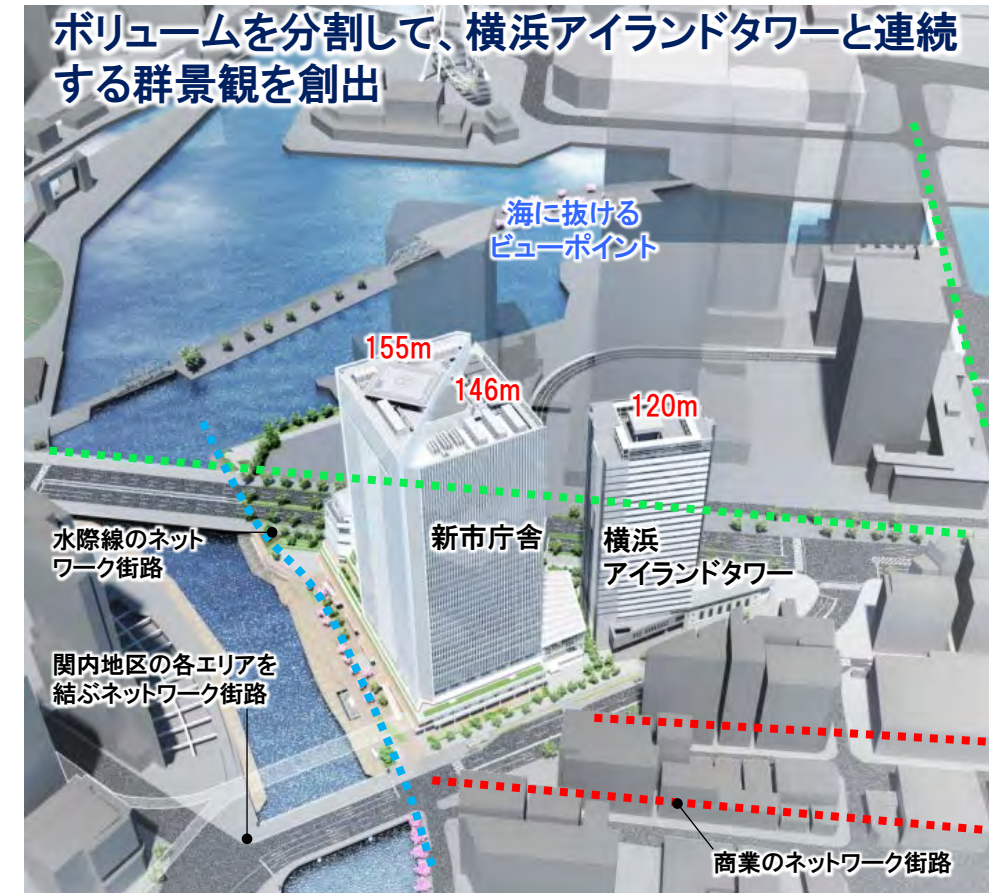 ボリュームを分割して、横浜アイランドタワーと連続
する群景観を創出
海に抜ける
ビューポイント
155m
146m
120m
新市庁舎
横浜
アイランドタワー
水際線のネット
ワーク街路
関内地区の各エリアを
結ぶネットワーク街路
商業のネットワーク街路